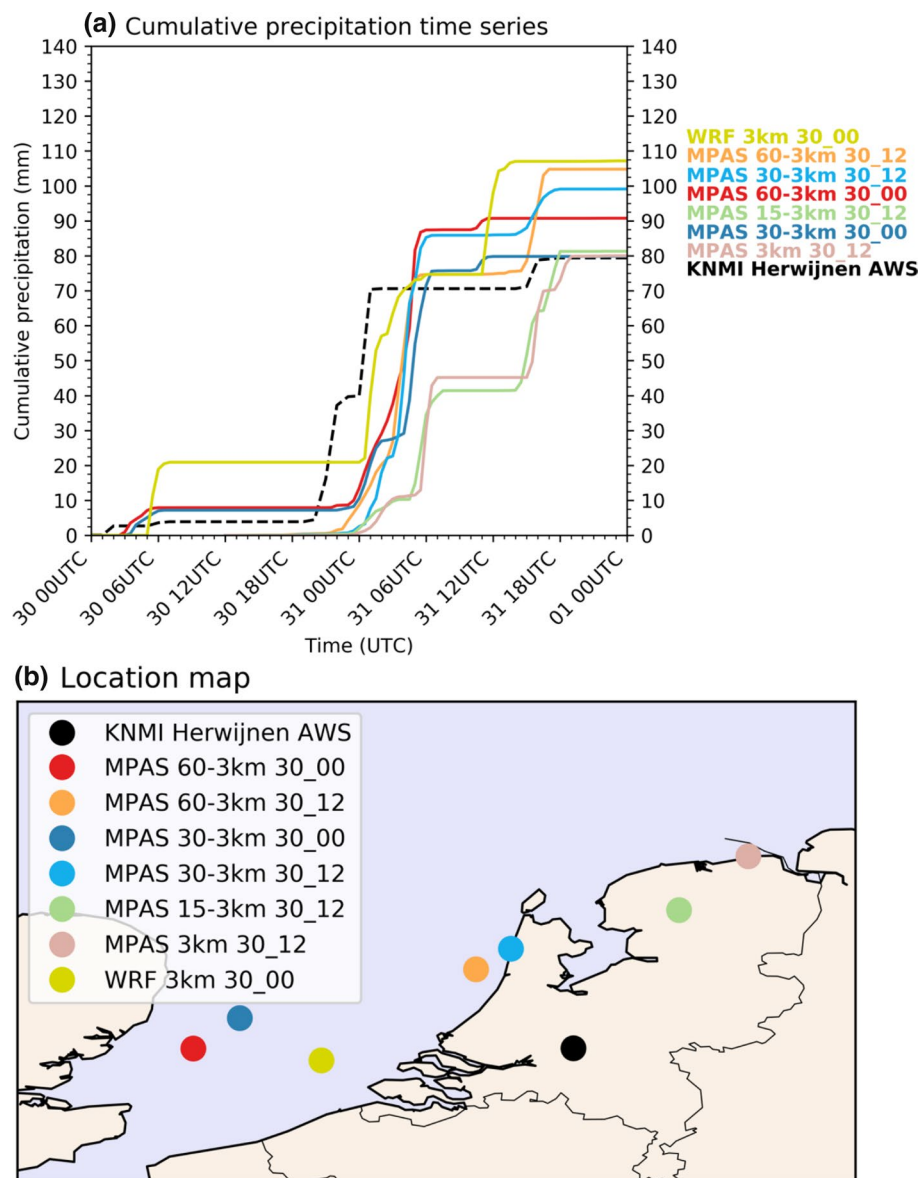 (a) Cumulative precipitation time series
140 140
130 130
120 120
110 110
100 100
90 90
80 80
70 70
60 60
50 50
40 40
30 30
20 20
10 10
0 0
Cumulative precipitation (mm)
WRF 3km 30_00
MPAS 60-3km 30_12
MPAS 30-3km 30_12
MPAS 60-3km 30_00
MPAS 15-3km 30_12
MPAS 30-3km 30_00
MPAS 3km 30_12
KNMI Herwijnen AWS
30 00UTC
30 06UTC
30 12UTC
30 18UTC
31 00UTC
31 06UTC
31 12UTC
31 18UTC
01 00UTC
Time (UTC)
(b) Location map
KNMI Herwijnen AWS
MPAS 60-3km 30_00
MPAS 60-3km 30_12
MPAS 30-3km 30_00
MPAS 30-3km 30_12
MPAS 15-3km 30_12
MPAS 3km 30_12
WRF 3km 30_00